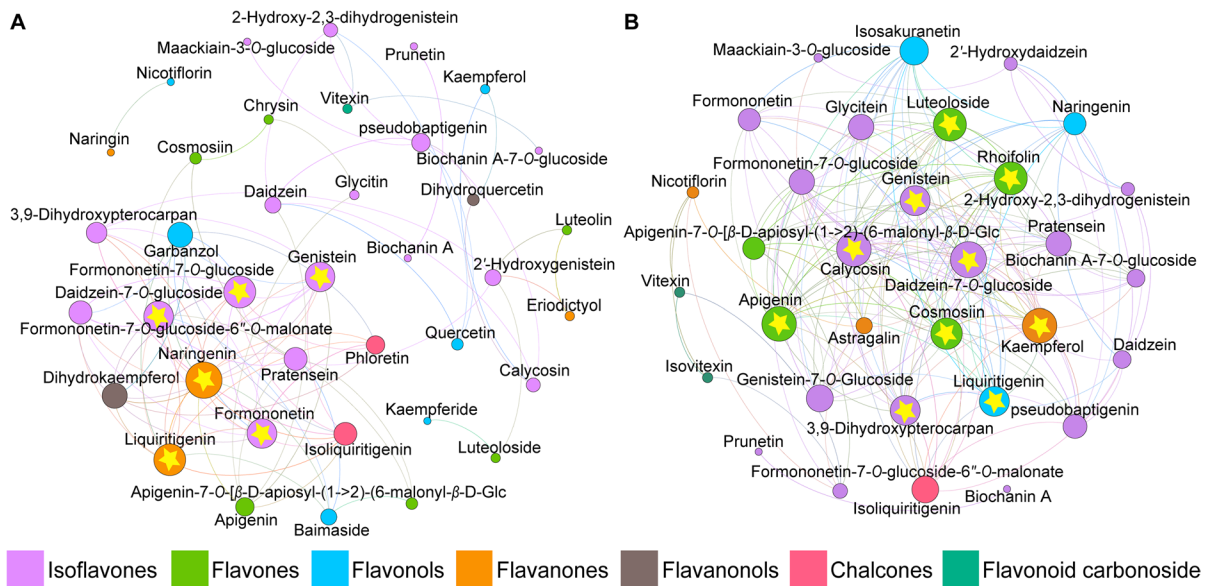 A
2-Hydroxy-2,3-dihydrogenistein
Maackiain-3-O-glucoside
Prunetin
Nicotiflorin
Kaempferol
Chrysin
Vitexin
Naringin
Cosmosiin
pseudobaptigenin
Biochanin A-7-O-glucoside
Daidzein
Glycitin
Dihydroquercetin
3,9-Dihydroxypterocarpan
Luteolin
Garbanzol
Biochanin A
Formononetin-7-O-glucoside
Genistein
2′-Hydroxygenistein
Daidzein-7-O-glucoside
Eriodictyol
Formononetin-7-O-glucoside-6″-O-malonate
Quercetin
Naringenin
Phloretin
Dihydrokaempferol
Pratensein
Calycosin
Formononetin
Kaempferide
Liquiritigenin
Isoliquiritigenin
Luteoloside
Apigenin-7-O-[β-D-apiosyl-(1->2)-(6-malonyl-β-D-Glc
Apigenin
Baimaside
B
Isosakuranetin
Maackiain-3-O-glucoside
2′-Hydroxydaidzein
Formononetin
Glycitein
Luteoloside
Naringenin
Formononetin-7-O-glucoside
Rhoifolin
Nicotiflorin
Genistein
2-Hydroxy-2,3-dihydrogenistein
Apigenin-7-O-[β-D-apiosyl-(1->2)-(6-malonyl-β-D-Glc
Pratensein
Calycosin
Biochanin A-7-O-glucoside
Vitexin
Daidzein-7-O-glucoside
Apigenin
Cosmosiin
Astragalin
Kaempferol
Daidzein
Isovitexin
Genistein-7-O-Glucoside
Liquiritigenin
pseudobaptigenin
3,9-Dihydroxypterocarpan
Prunetin
Formononetin-7-O-glucoside-6″-O-malonate
Biochanin A
Isoliquiritigenin
Isoflavones
Flavones
Flavonols
Flavanones
Flavanonols
Chalcones
Flavonoid carbonoside